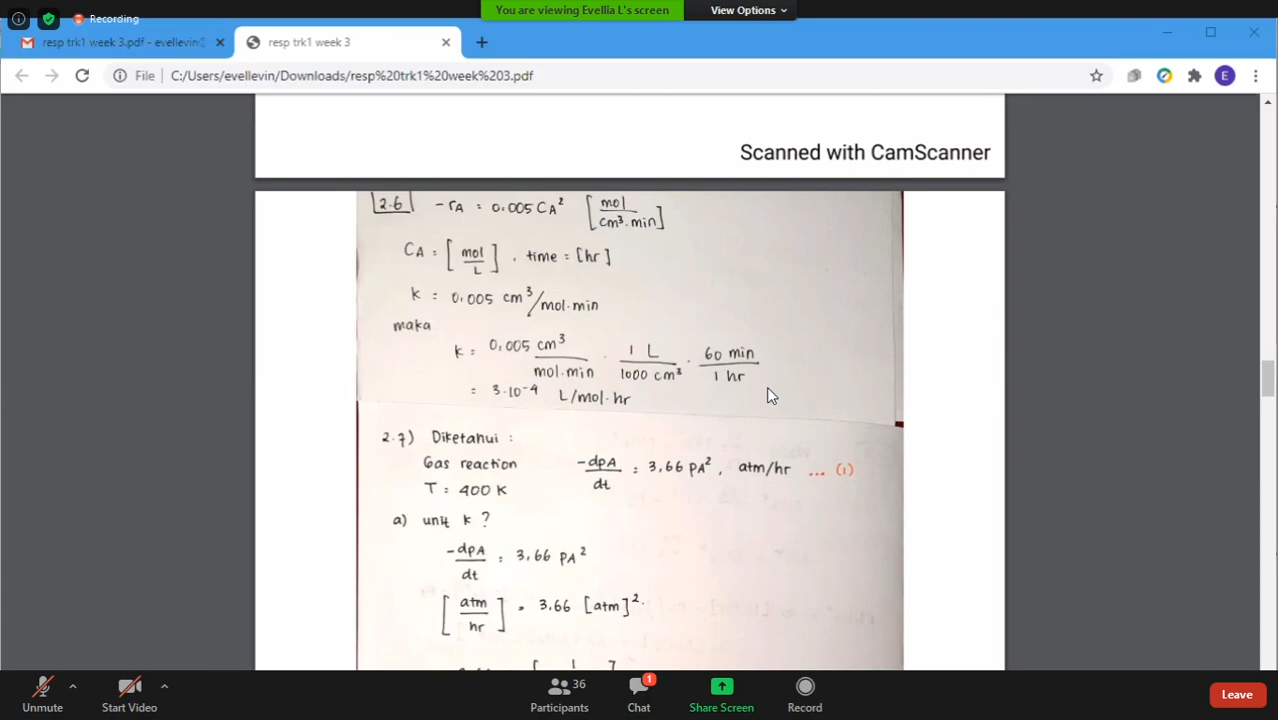 Recording
You are viewing Evellia L's screen
View Options
resp trk1 week 3.pdf - evellevin
resp trk1 week 3
File
C:/Users/evellevin/Downloads/resp%20trk1%20week%203.pdf
E
Scanned with CamScanner
2.6 -rA = 0.005 CA² [mol / cm³.min]
CA = [mol / L] , time = [hr]
k = 0.005 cm³/mol.min
maka
k = 0.005 cm³ / mol.min . 1 L / 1000 cm³ . 60 min / 1 hr
= 3.10⁻⁴ L/mol.hr
2.7) Diketahui :
Gas reaction -dpA/dt = 3,66 pA² , atm/hr ... (1)
T = 400 K
a) unit k ?
-dpA/dt = 3,66 pA²
[atm / hr] = 3,66 [atm]²
Unmute
Start Video
36
Participants
1
Chat
Share Screen
Record
Leave